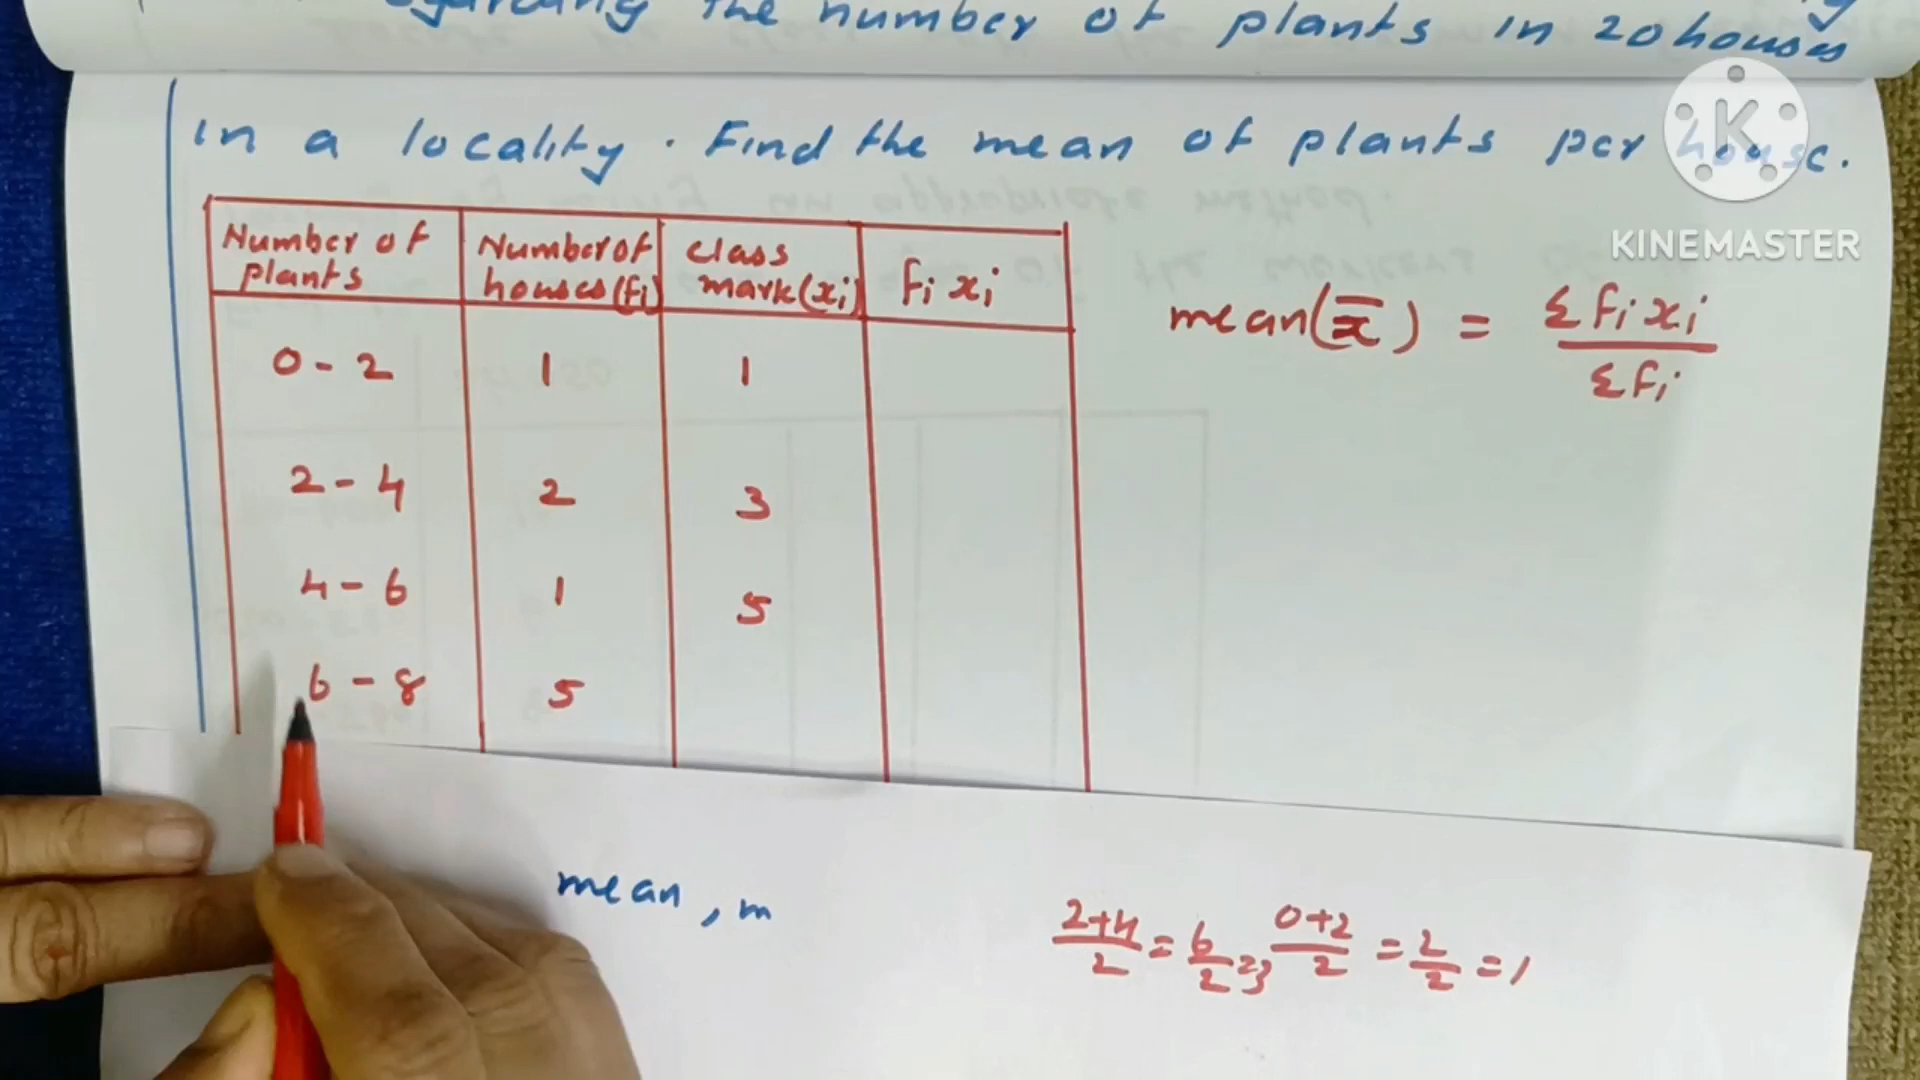 the number of plants in 20 houses
in a locality. Find the mean of plants per house.
Number of plants | Number of houses (fi) | class mark (xi) | fi xi
0 - 2 | 1 | 1
2 - 4 | 2 | 3
4 - 6 | 1 | 5
6 - 8 | 5
mean(x̄) = Σfixi / Σfi
K
KINEMASTER
mean, m
2+4/2 = 6/2 =3
0+2/2 = 2/2 = 1